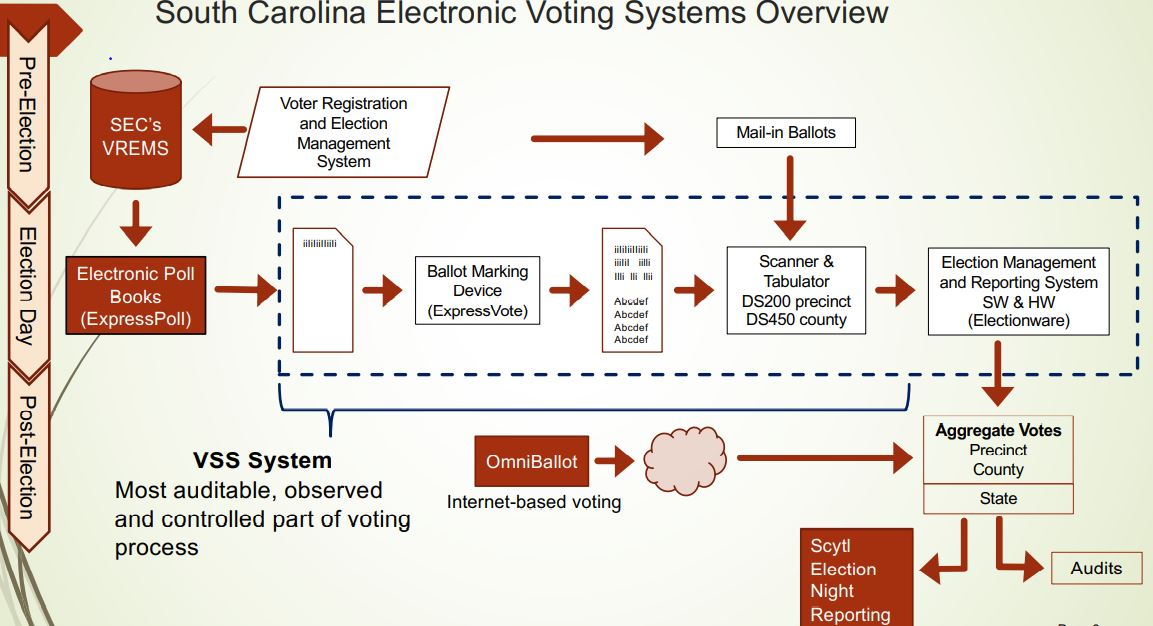 South Carolina Electronic Voting Systems Overview
Pre-Election
Election Day
Post-Election
SEC's
VREMS
Voter Registration
and Election
Management
System
Mail-in Ballots
Electronic Poll
Books
(ExpressPoll)
Ballot Marking
Device
(ExpressVote)
Abcdef
Abcdef
Abcdef
Abcdef
Scanner &
Tabulator
DS200 precinct
DS450 county
Election Management
and Reporting System
SW & HW
(Electionware)
VSS System
Most auditable, observed
and controlled part of voting
process
OmniBallot
Internet-based voting
Aggregate Votes
Precinct
County
State
Scytl
Election
Night
Reporting
Audits